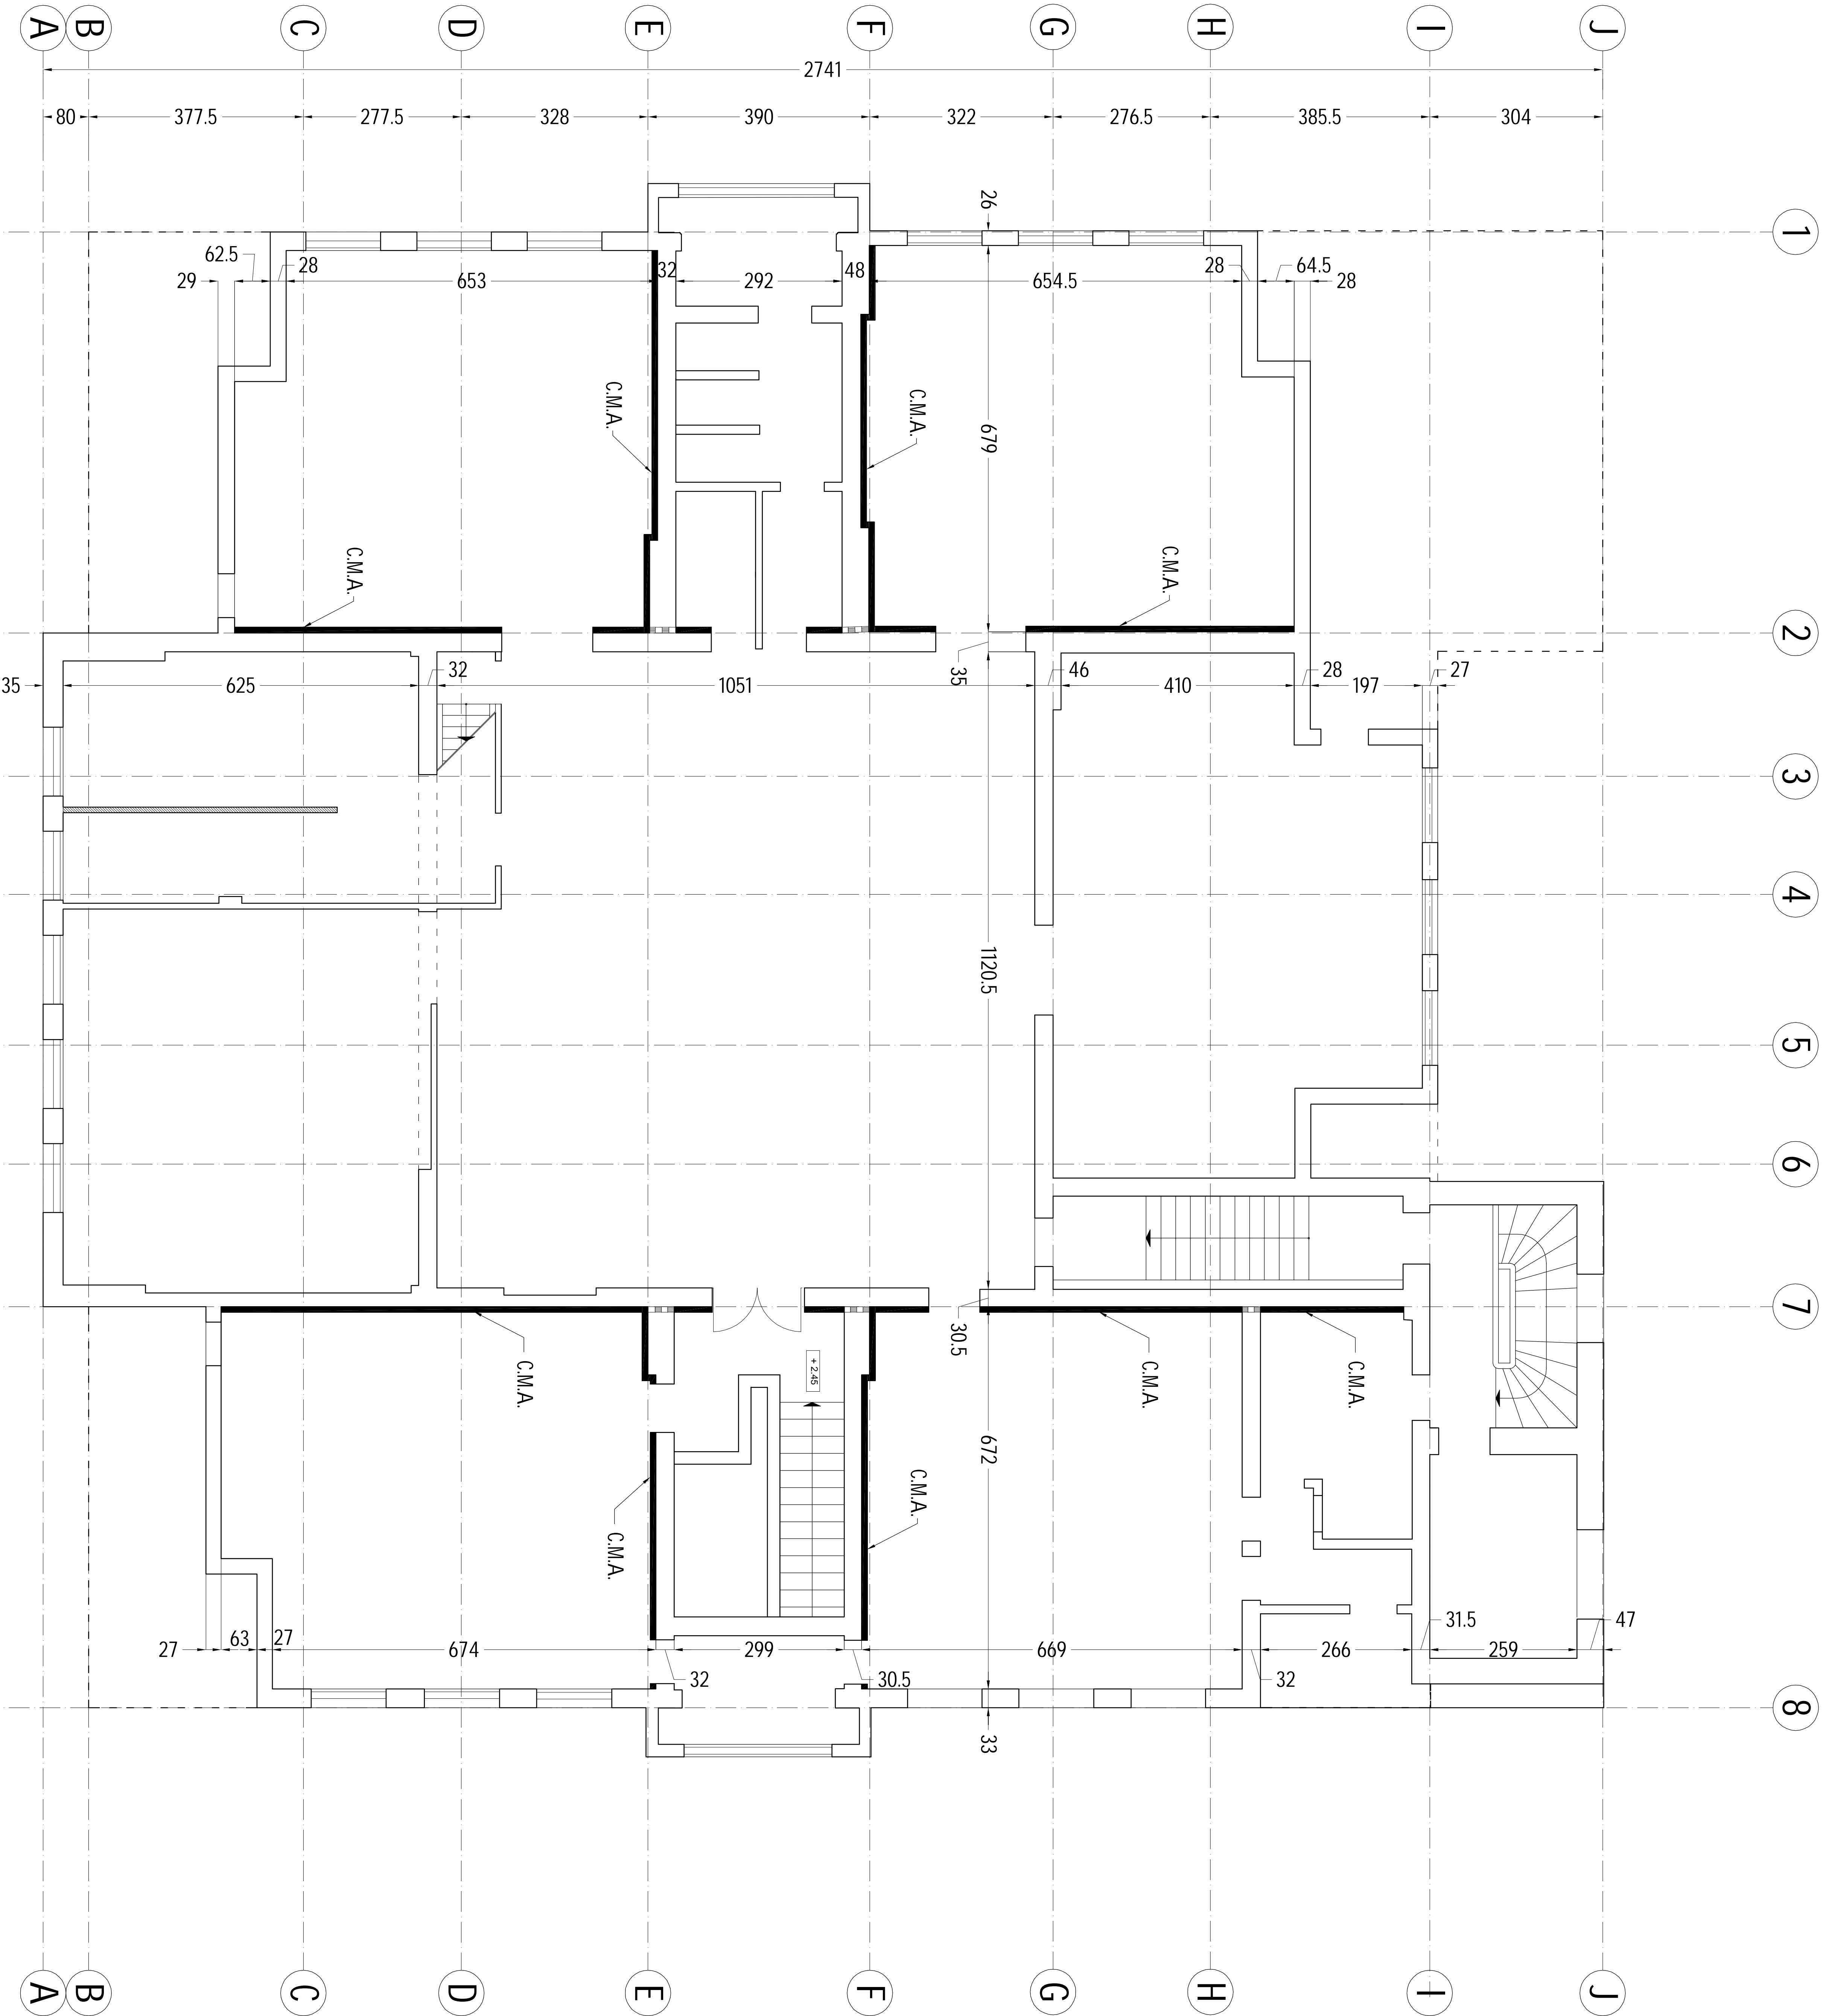 A B C D E F G H I J
2741
80 377.5 277.5 328 390 322 276.5 385.5 304
26
1
62.5 28 64.5
29 653 32 292 48 654.5 28 28
C.M.A.
C.M.A.
679
C.M.A.
C.M.A.
2
32 35 46 28 27
35 625 1051 410 197
3
4
1120.5
5
6
7
30.5
+ 2.45
C.M.A.
C.M.A.
C.M.A.
672
C.M.A.
C.M.A.
31.5 47
27 63 27 674 299 669 266 259
32 30.5 32
8
33
A B C D E F G H I J